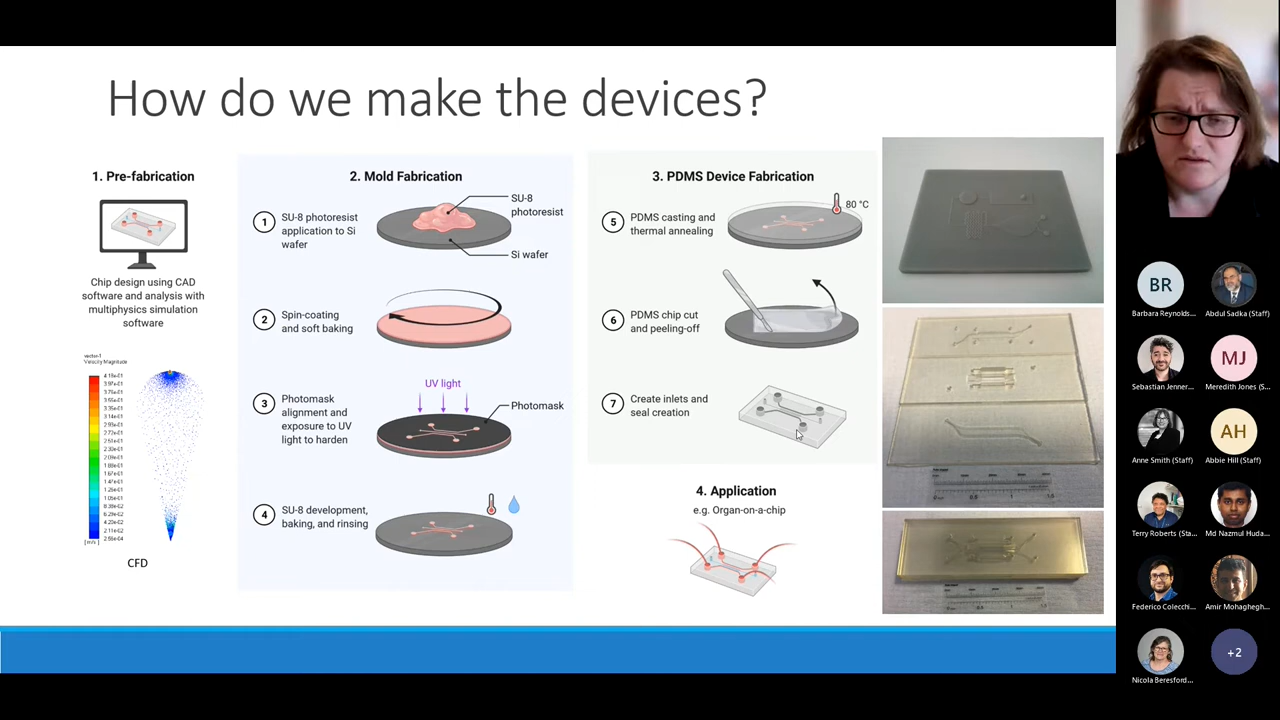 How do we make the devices?
1. Pre-fabrication
Chip design using CAD
software and analysis with
multiphysics simulation
software
vector-1
Velocity Magnitude
[m/s]
CFD
2. Mold Fabrication
1
SU-8 photoresist
application to Si
wafer
SU-8
photoresist
Si wafer
2
Spin-coating
and soft baking
3
Photomask
alignment and
exposure to UV
light to harden
UV light
Photomask
4
SU-8 development,
baking, and rinsing
3. PDMS Device Fabrication
5
PDMS casting and
thermal annealing
80 °C
6
PDMS chip cut
and peeling-off
7
Create inlets and
seal creation
4. Application
e.g. Organ-on-a-chip
BR
Barbara Reynolds...
Abdul Sadka (Staff)
Sebastian Jenner...
MJ
Meredith Jones (S...
Anne Smith (Staff)
AH
Abbie Hill (Staff)
Terry Roberts (Sta...
Md Nazmul Huda...
Federico Colecchi...
Amir Mohaghegh...
Nicola Beresford...
+2